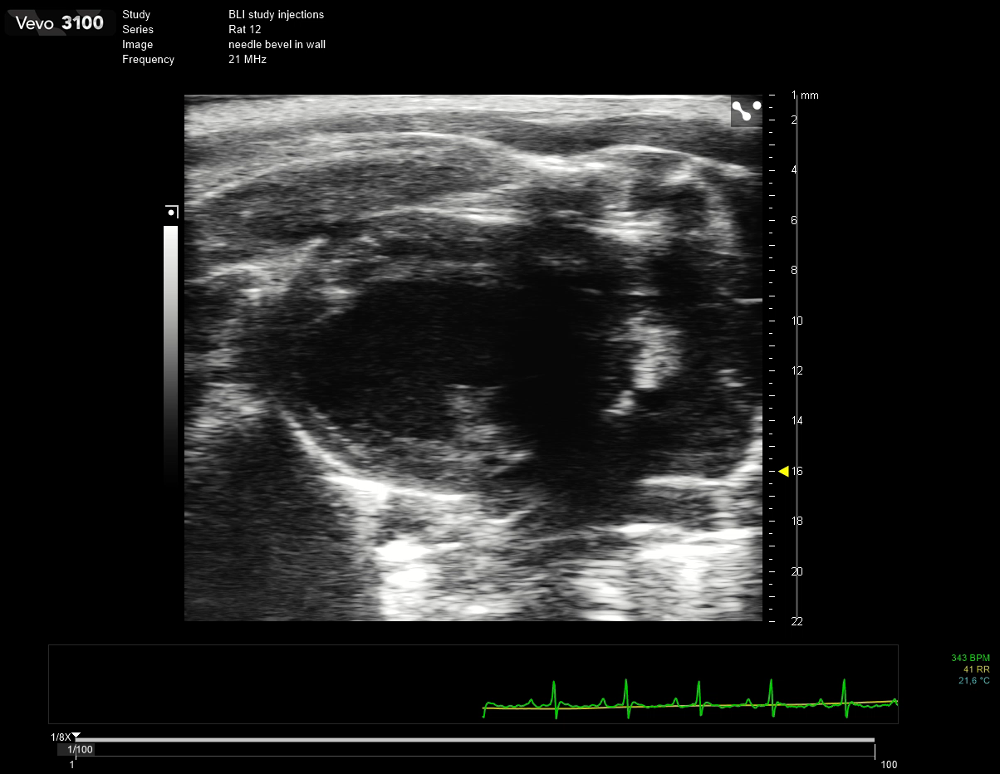 Vevo 3100
Study BLI study injections
Series Rat 12
Image needle bevel in wall
Frequency 21 MHz
1 mm
2
4
6
8
10
12
14
16
18
20
22
343 BPM
41 RR
21,6 °C
1/8X
1/100
1 100